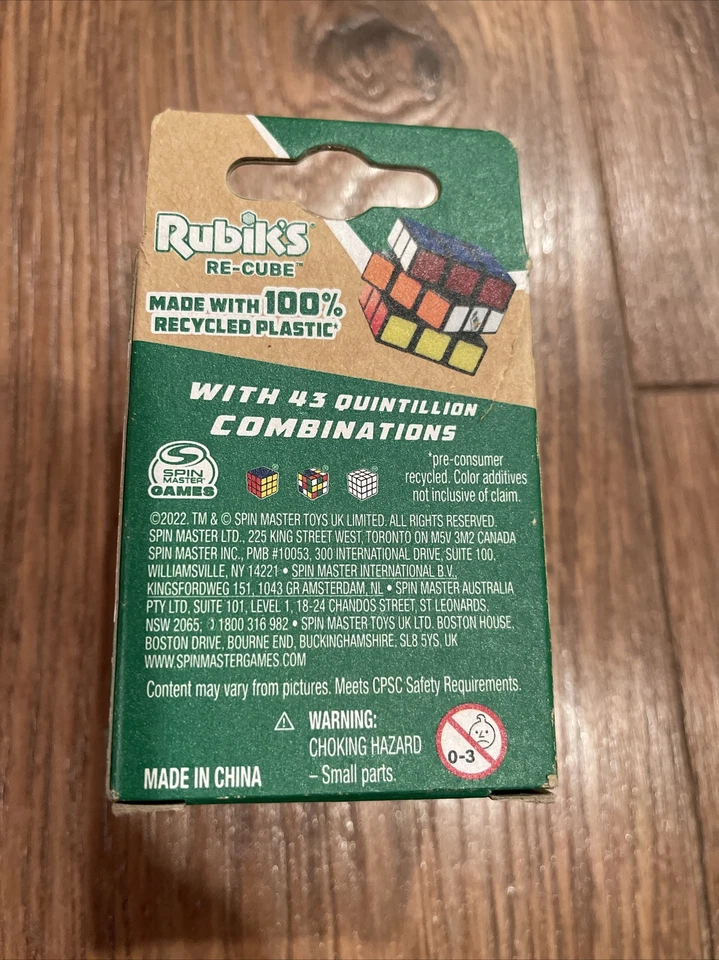 Rubik's
RE-CUBE™
MADE WITH 100%
RECYCLED PLASTIC*
WITH 43 QUINTILLION
COMBINATIONS
SPIN
MASTER™
GAMES
® ® ®
*pre-consumer
recycled. Color additives
not inclusive of claim.
©2022. TM & © SPIN MASTER TOYS UK LIMITED. ALL RIGHTS RESERVED.
SPIN MASTER LTD., 225 KING STREET WEST, TORONTO ON M5V 3M2 CANADA
SPIN MASTER INC., PMB #10053, 300 INTERNATIONAL DRIVE, SUITE 100,
WILLIAMSVILLE, NY 14221 • SPIN MASTER INTERNATIONAL B.V.,
KINGSFORDWEG 151, 1043 GR AMSTERDAM, NL • SPIN MASTER AUSTRALIA
PTY LTD, SUITE 101, LEVEL 1, 18-24 CHANDOS STREET, ST LEONARDS,
NSW 2065; 1800 316 982 • SPIN MASTER TOYS UK LTD. BOSTON HOUSE,
BOSTON DRIVE, BOURNE END, BUCKINGHAMSHIRE. SL8 5YS, UK
WWW.SPINMASTERGAMES.COM
Content may vary from pictures. Meets CPSC Safety Requirements.
WARNING:
CHOKING HAZARD
– Small parts.
0-3
MADE IN CHINA